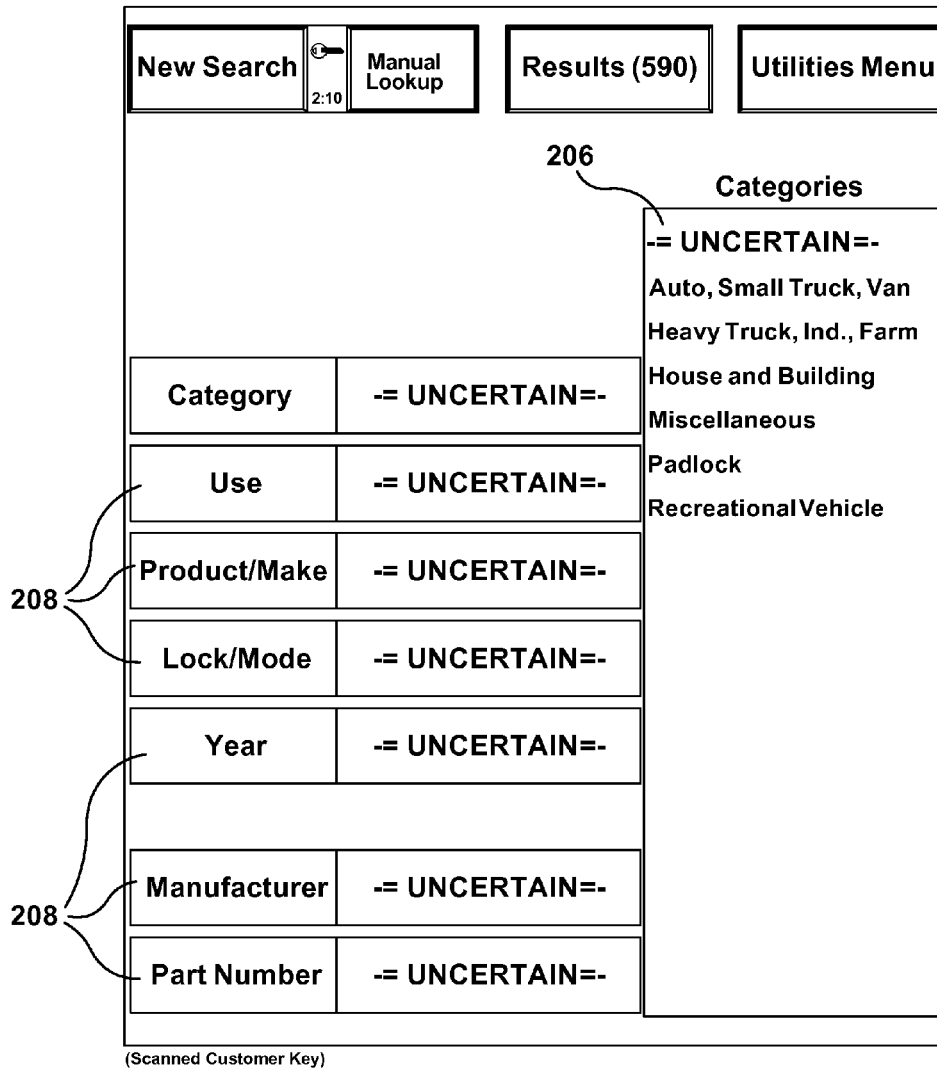 New Search
2:10
Manual
Lookup
Results (590)
Utilities Menu
206
Categories
-= UNCERTAIN=-
Auto, Small Truck, Van
Heavy Truck, Ind., Farm
House and Building
Miscellaneous
Padlock
Recreational Vehicle
Category -= UNCERTAIN=-
Use -= UNCERTAIN=-
Product/Make -= UNCERTAIN=-
208
Lock/Mode -= UNCERTAIN=-
Year -= UNCERTAIN=-
Manufacturer -= UNCERTAIN=-
208
Part Number -= UNCERTAIN=-
(Scanned Customer Key)